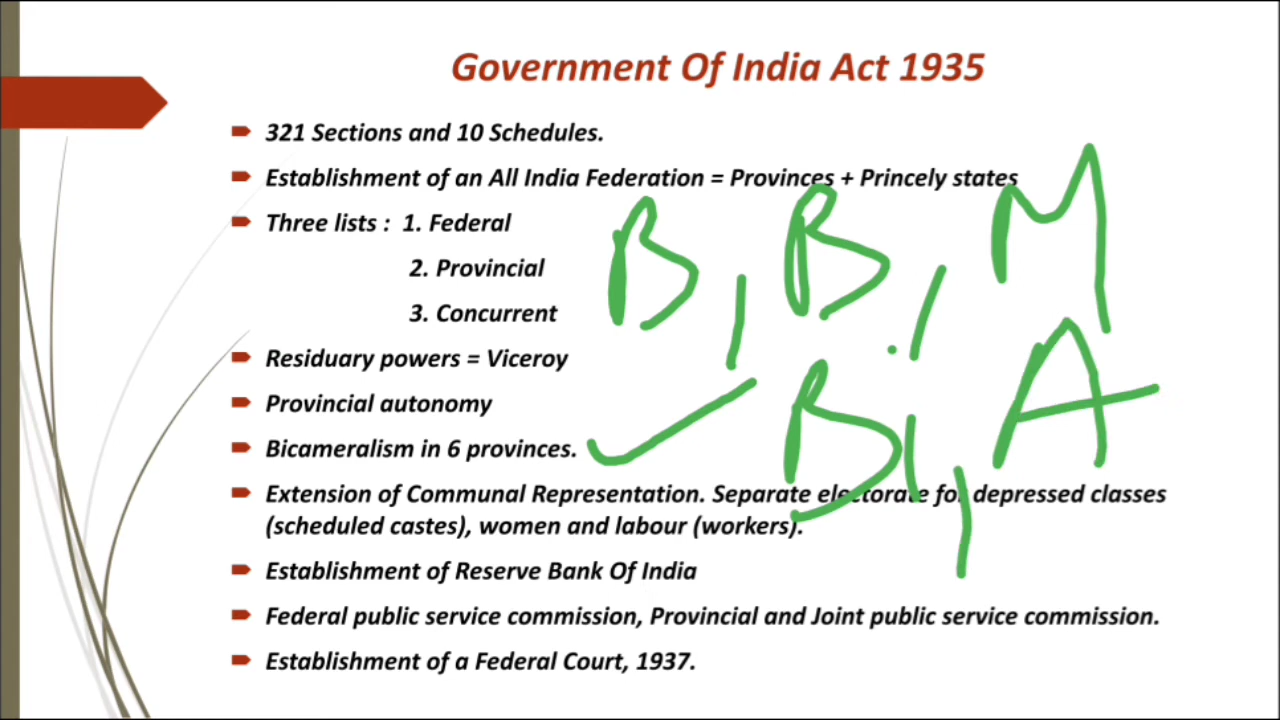 Government Of India Act 1935
321 Sections and 10 Schedules.
Establishment of an All India Federation = Provinces + Princely states
Three lists : 1. Federal
2. Provincial
3. Concurrent
B, B, M
Residuary powers = Viceroy
Provincial autonomy
Bi, A
Bicameralism in 6 provinces.
Extension of Communal Representation. Separate electorate for depressed classes
(scheduled castes), women and labour (workers).
Establishment of Reserve Bank Of India
Federal public service commission, Provincial and Joint public service commission.
Establishment of a Federal Court, 1937.